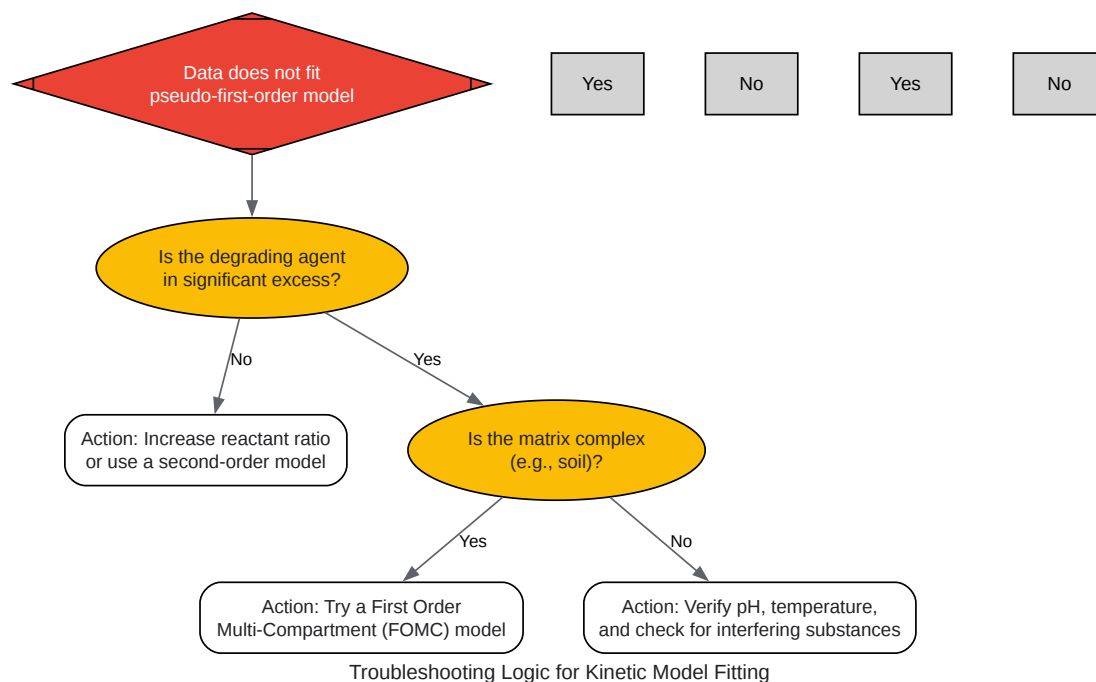 Data does not fit
pseudo-first-order model
Yes
No
Yes
No
Is the degrading agent
in significant excess?
No
Yes
Action: Increase reactant ratio
or use a second-order model
Is the matrix complex
(e.g., soil)?
Yes
No
Action: Try a First Order
Multi-Compartment (FOMC) model
Action: Verify pH, temperature,
and check for interfering substances
Troubleshooting Logic for Kinetic Model Fitting